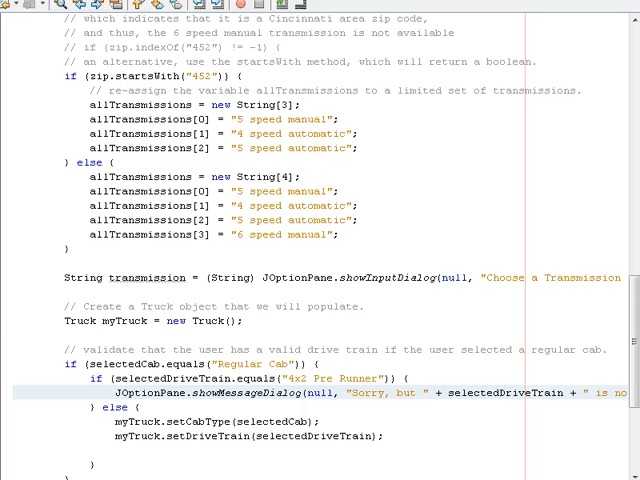 // which indicates that it is a Cincinnati area zip code,
// and thus, the 6 speed manual transmission is not available
// if (zip.indexOf("452") != -1) {
// an alternative, use the startsWith method, which will return a boolean.
if (zip.startsWith("452")) {
// re-assign the variable allTransmissions to a limited set of transmissions.
allTransmissions = new String[3];
allTransmissions[0] = "5 speed manual";
allTransmissions[1] = "4 speed automatic";
allTransmissions[2] = "5 speed automatic";
} else {
allTransmissions = new String[4];
allTransmissions[0] = "5 speed manual";
allTransmissions[1] = "4 speed automatic";
allTransmissions[2] = "5 speed automatic";
allTransmissions[3] = "6 speed manual";
}
String transmission = (String) JOptionPane.showInputDialog(null, "Choose a Transmission
// Create a Truck object that we will populate.
Truck myTruck = new Truck();
// validate that the user has a valid drive train if the user selected a regular cab.
if (selectedCab.equals("Regular Cab")) {
if (selectedDriveTrain.equals("4x2 Pre Runner")) {
JOptionPane.showMessageDialog(null, "Sorry, but " + selectedDriveTrain + " is no
} else {
myTruck.setCabType(selectedCab);
myTruck.setDriveTrain(selectedDriveTrain);
}
}